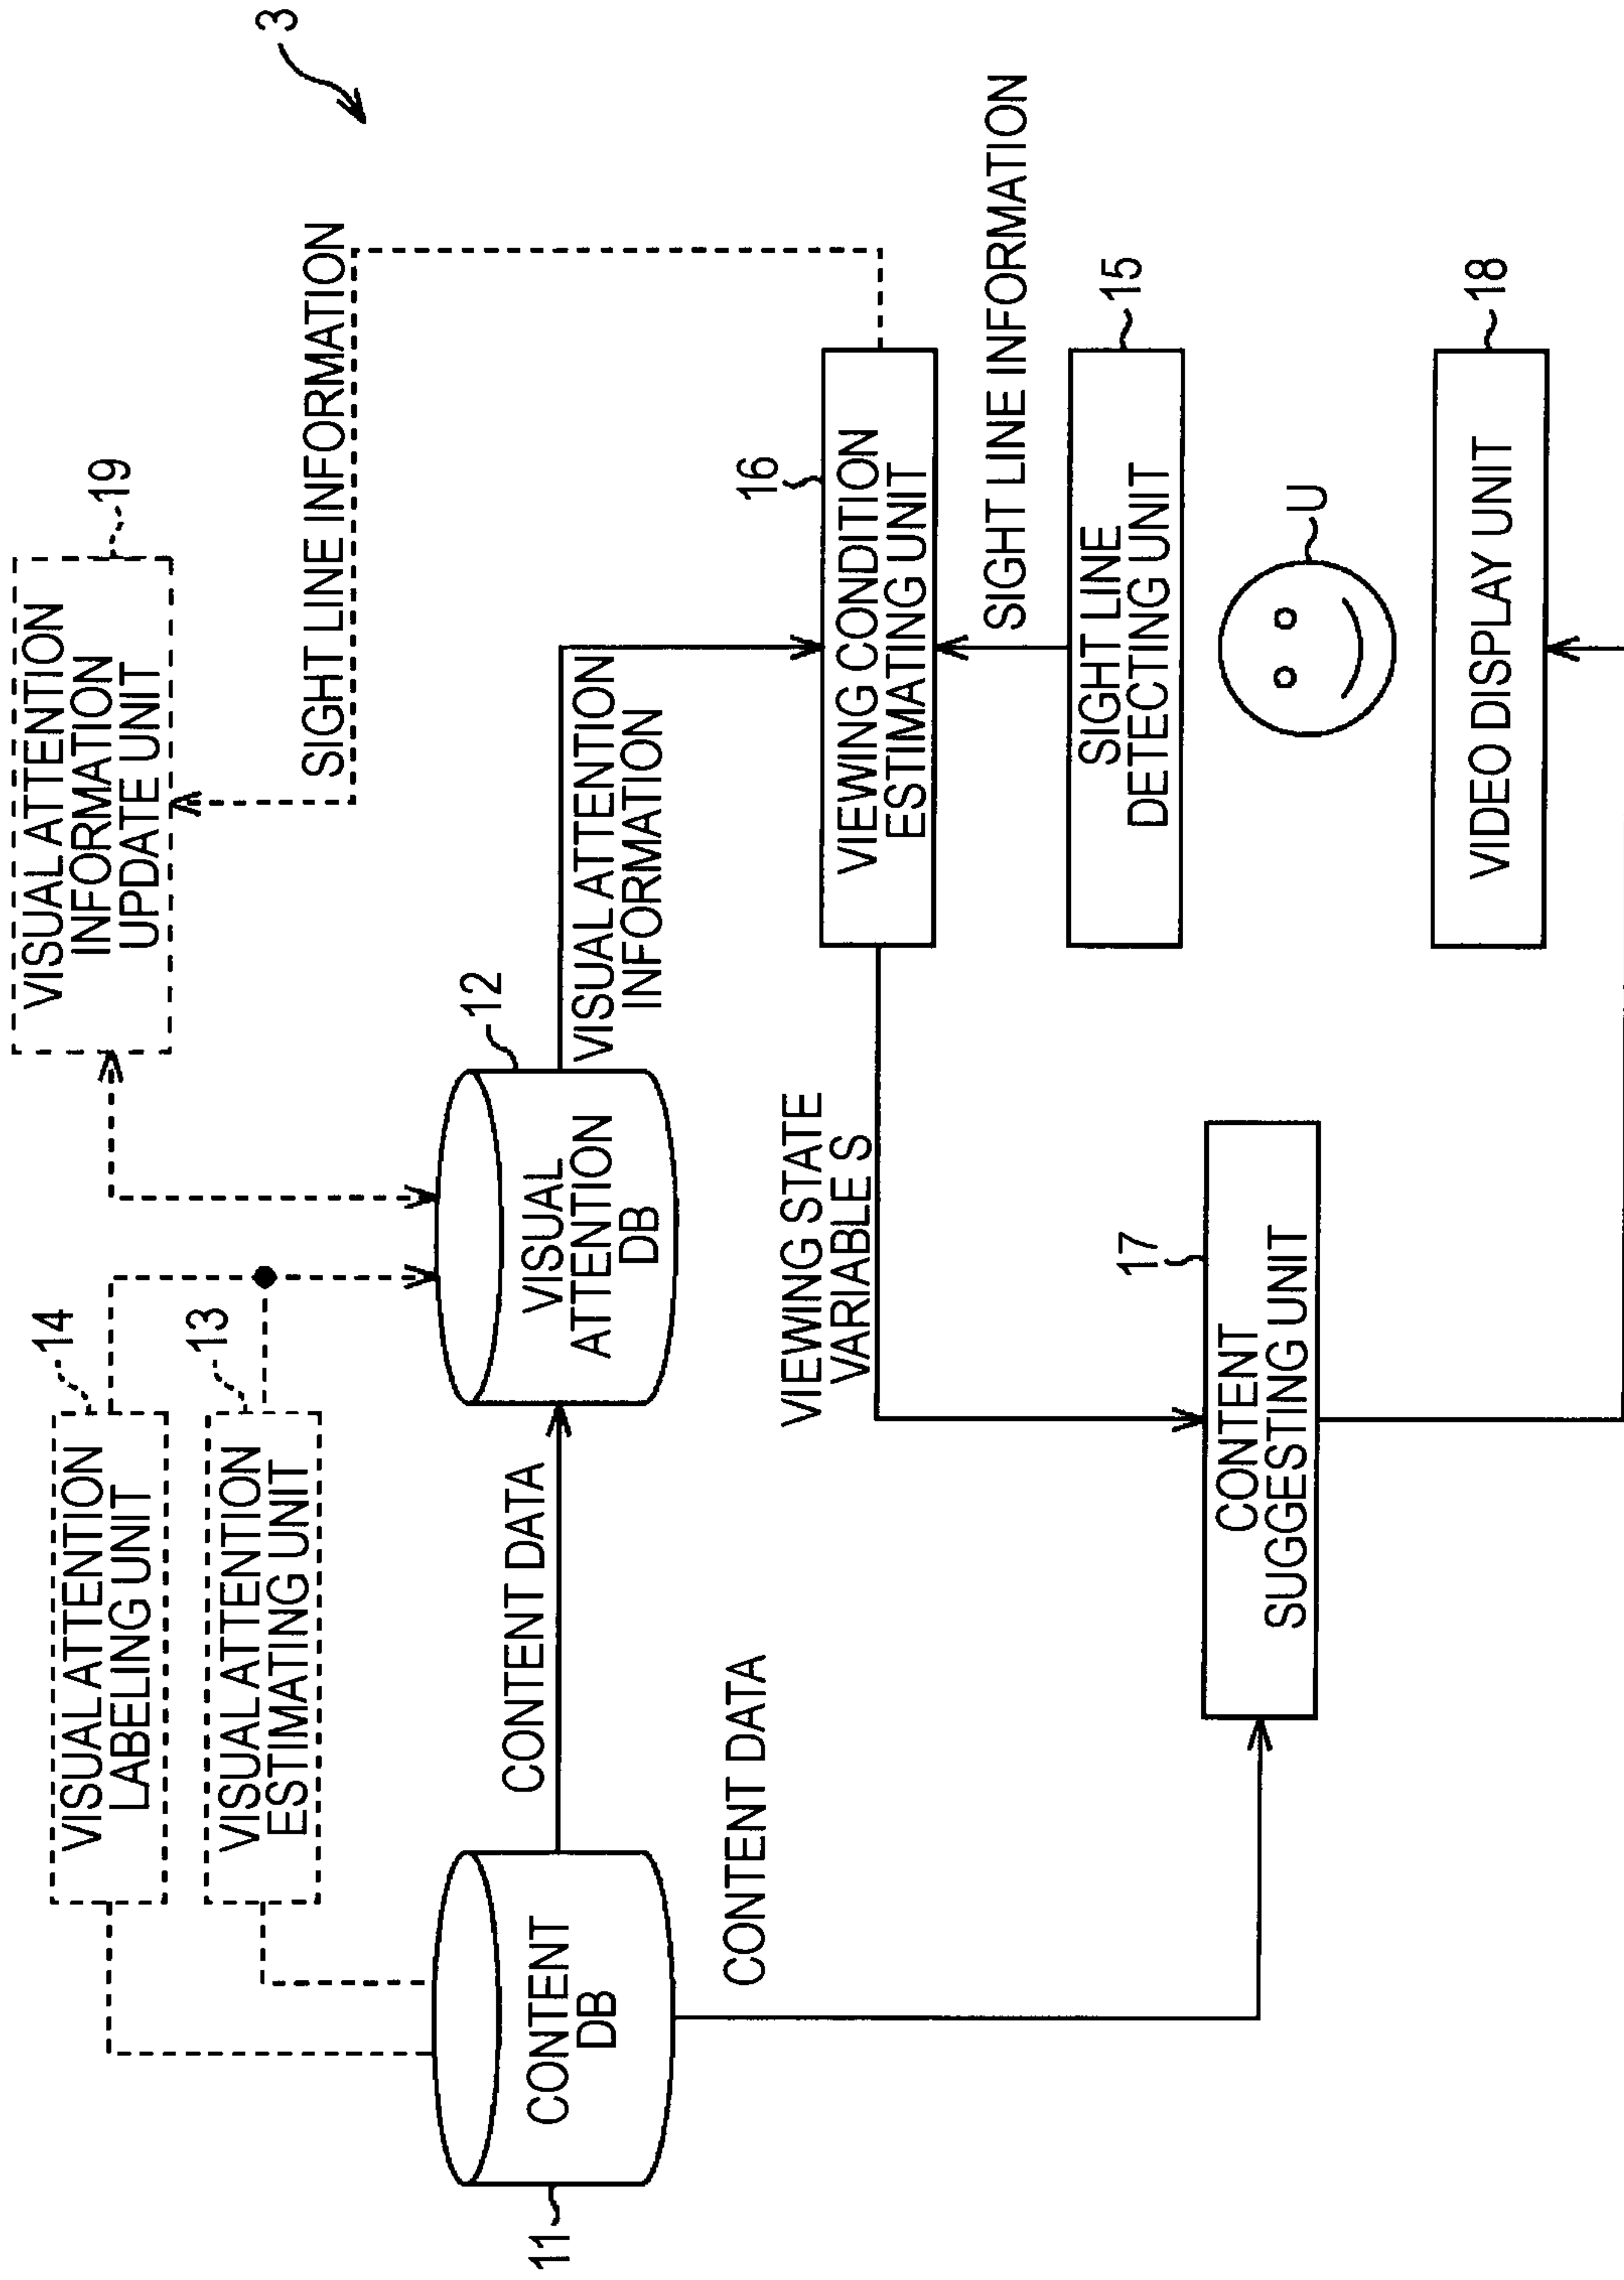 3
VISUAL ATTENTION
LABELING UNIT
14
VISUAL ATTENTION
INFORMATION
UPDATE UNIT
19
VISUAL ATTENTION
ESTIMATING UNIT
13
SIGHT LINE INFORMATION
11
CONTENT
DB
CONTENT DATA
12
VISUAL
ATTENTION
DB
VISUAL ATTENTION
INFORMATION
CONTENT DATA
16
VIEWING CONDITION
ESTIMATING UNIT
VIEWING STATE
VARIABLE S
SIGHT LINE INFORMATION
SIGHT LINE
DETECTING UNIT
15
17
CONTENT
SUGGESTING UNIT
U
VIDEO DISPLAY UNIT
18